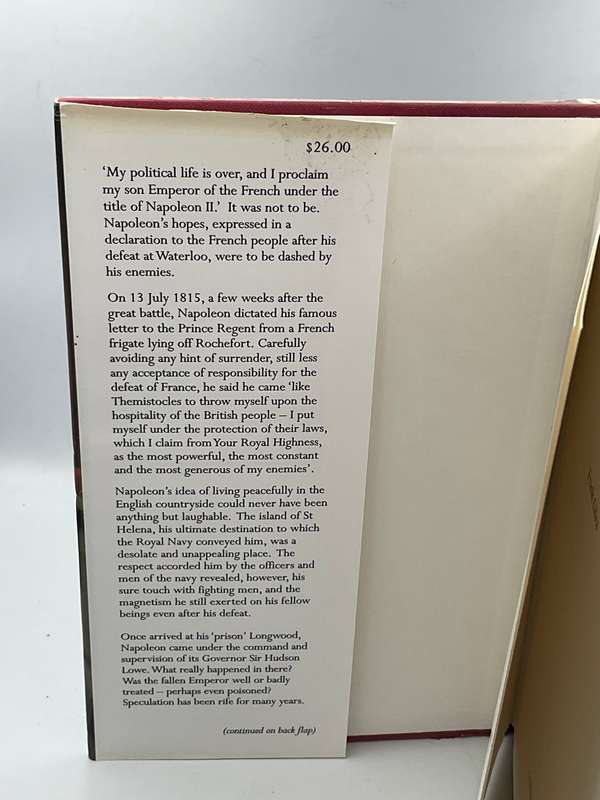 $26.00
‘My political life is over, and I proclaim
my son Emperor of the French under the
title of Napoleon II.’ It was not to be.
Napoleon’s hopes, expressed in a
declaration to the French people after his
defeat at Waterloo, were to be dashed by
his enemies.
On 13 July 1815, a few weeks after the
great battle, Napoleon dictated his famous
letter to the Prince Regent from a French
frigate lying off Rochefort. Carefully
avoiding any hint of surrender, still less
any acceptance of responsibility for the
defeat of France, he said he came ‘like
Themistocles to throw myself upon the
hospitality of the British people – I put
myself under the protection of their laws,
which I claim from Your Royal Highness,
as the most powerful, the most constant
and the most generous of my enemies’.
Napoleon’s idea of living peacefully in the
English countryside could never have been
anything but laughable. The island of St
Helena, his ultimate destination to which
the Royal Navy conveyed him, was a
desolate and unappealing place. The
respect accorded him by the officers and
men of the navy revealed, however, his
sure touch with fighting men, and the
magnetism he still exerted on his fellow
beings even after his defeat.
Once arrived at his ‘prison’ Longwood,
Napoleon came under the command and
supervision of its Governor Sir Hudson
Lowe. What really happened in there?
Was the fallen Emperor well or badly
treated – perhaps even poisoned?
Speculation has been rife for many years.
(continued on back flap)